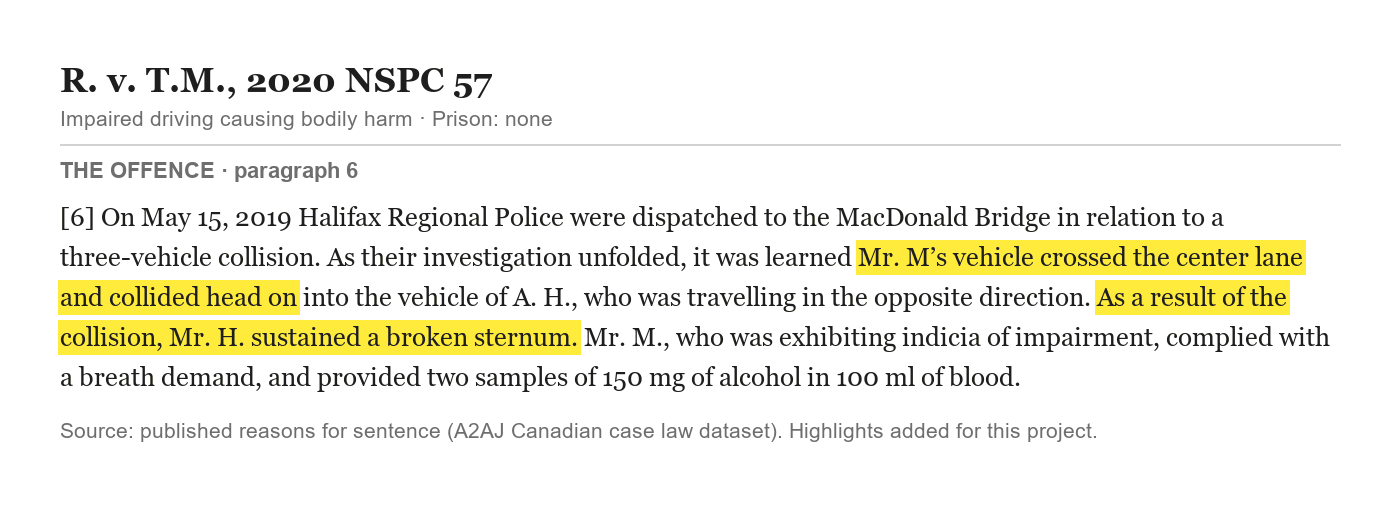 R. v. T.M., 2020 NSPC 57
Impaired driving causing bodily harm · Prison: none
THE OFFENCE · paragraph 6
[6] On May 15, 2019 Halifax Regional Police were dispatched to the MacDonald Bridge in relation to a
three-vehicle collision. As their investigation unfolded, it was learned Mr. M’s vehicle crossed the center lane
and collided head on into the vehicle of A. H., who was travelling in the opposite direction. As a result of the
collision, Mr. H. sustained a broken sternum. Mr. M., who was exhibiting indicia of impairment, complied with
a breath demand, and provided two samples of 150 mg of alcohol in 100 ml of blood.
Source: published reasons for sentence (A2AJ Canadian case law dataset). Highlights added for this project.